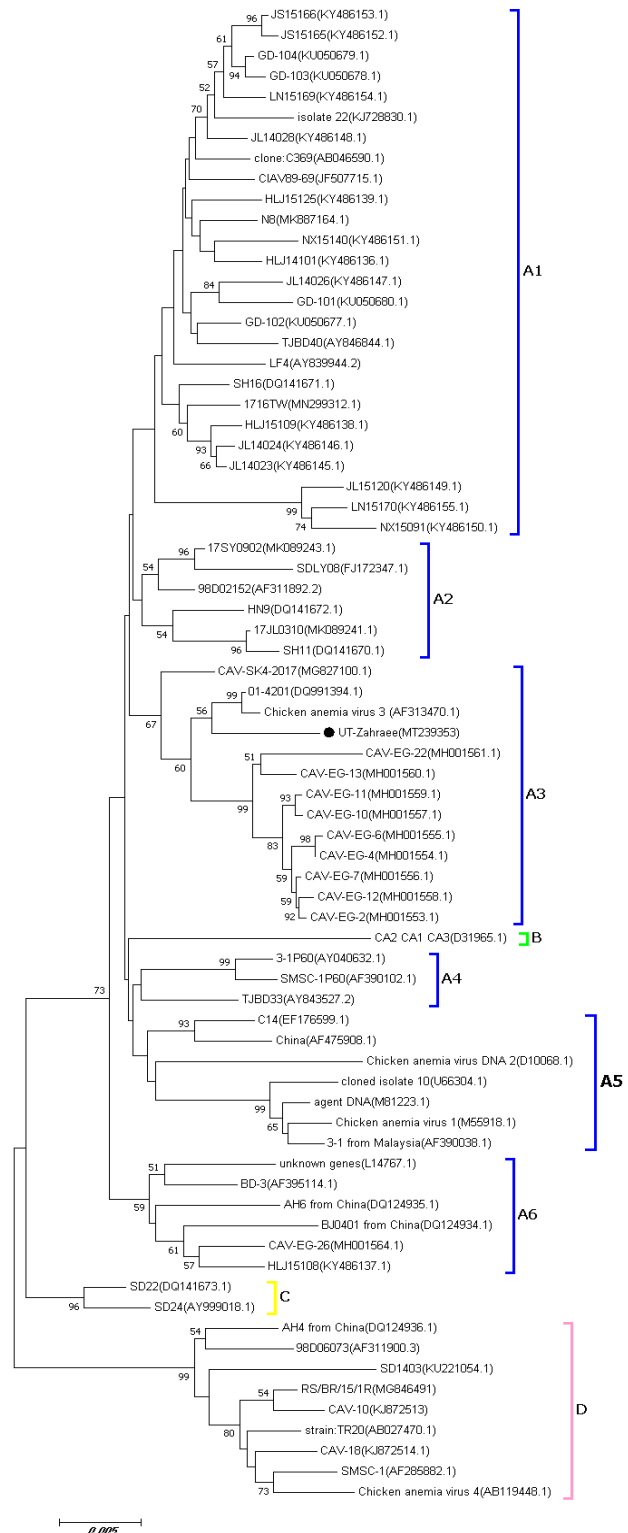 JS15166(KY486153.1)
96
JS15165(KY486152.1)
61
GD-104(KU050679.1)
57
94
GD-103(KU050678.1)
52
LN15169(KY486154.1)
70
isolate 22(KJ728830.1)
JL14028(KY486148.1)
clone:C369(AB046590.1)
CIAV89-69(JF507715.1)
HLJ15125(KY486139.1)
N8(MK887164.1)
NX15140(KY486151.1)
HLJ14101(KY486136.1)
A1
JL14026(KY486147.1)
84
GD-101(KU050680.1)
GD-102(KU050677.1)
TJBD40(AY846844.1)
LF4(AY839944.2)
SH16(DQ141671.1)
1716TW(MN299312.1)
60
HLJ15109(KY486138.1)
93
JL14024(KY486146.1)
66
JL14023(KY486145.1)
JL15120(KY486149.1)
99
LN15170(KY486155.1)
74
NX15091(KY486150.1)
17SY0902(MK089243.1)
96
54
SDLY08(FJ172347.1)
98D02152(AF311892.2)
A2
HN9(DQ141672.1)
54
17JL0310(MK089241.1)
96
SH11(DQ141670.1)
CAV-SK4-2017(MG827100.1)
67
01-4201(DQ991394.1)
99
56
Chicken anemia virus 3 (AF313470.1)
UT-Zahraee(MT239353)
60
CAV-EG-22(MH001561.1)
51
A3
CAV-EG-13(MH001560.1)
99
CAV-EG-11(MH001559.1)
93
CAV-EG-10(MH001557.1)
83
CAV-EG-6(MH001555.1)
98
CAV-EG-4(MH001554.1)
59
CAV-EG-7(MH001556.1)
59
CAV-EG-12(MH001558.1)
92
CAV-EG-2(MH001553.1)
CA2 CA1 CA3(D31965.1)
B
3-1P60(AY040632.1)
99
SMSC-1P60(AF390102.1)
A4
73
TJBD33(AY843527.2)
C14(EF176599.1)
93
China(AF475908.1)
Chicken anemia virus DNA 2(D10068.1)
cloned isolate 10(U66304.1)
A5
99
agent DNA(M81223.1)
65
Chicken anemia virus 1(M55918.1)
3-1 from Malaysia(AF390038.1)
unknown genes(L14767.1)
51
BD-3(AF395114.1)
59
AH6 from China(DQ124935.1)
A6
BJ0401 from China(DQ124934.1)
61
CAV-EG-26(MH001564.1)
57
HLJ15108(KY486137.1)
SD22(DQ141673.1)
C
96
SD24(AY999018.1)
AH4 from China(DQ124936.1)
54
98D06073(AF311900.3)
99
SD1403(KU221054.1)
RS/BR/15/1R(MG846491)
54
D
CAV-10(KJ872513)
80
strain:TR20(AB027470.1)
CAV-18(KJ872514.1)
SMSC-1(AF285882.1)
73
Chicken anemia virus 4(AB119448.1)
0.005